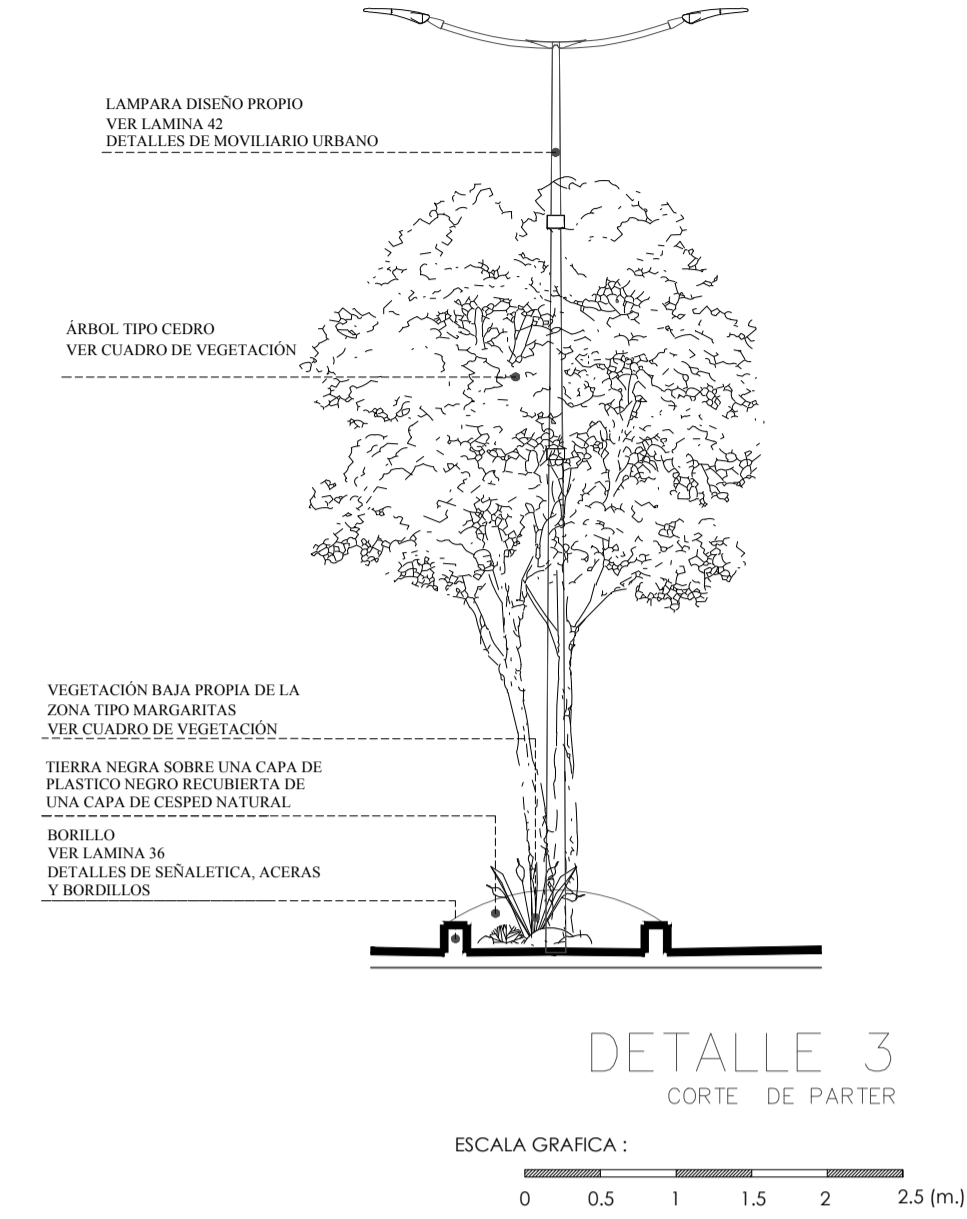 LAMPARA DISEÑO PROPIO
VER LAMINA 42
DETALLES DE MOVILIARIO URBANO
ÁRBOL TIPO CEDRO
VER CUADRO DE VEGETACIÓN
VEGETACIÓN BAJA PROPIA DE LA
ZONA TIPO MARGARITAS
VER CUADRO DE VEGETACIÓN
TIERRA NEGRA SOBRE UNA CAPA DE
PLASTICO NEGRO RECUBIERTA DE
UNA CAPA DE CESPED NATURAL
BORILLO
VER LAMINA 36
DETALLES DE SEÑALETICA, ACERAS
Y BORDILLOS
DETALLE 3
CORTE DE PARTER
ESCALA GRAFICA :
0 0.5 1 1.5 2 2.5 (m.)